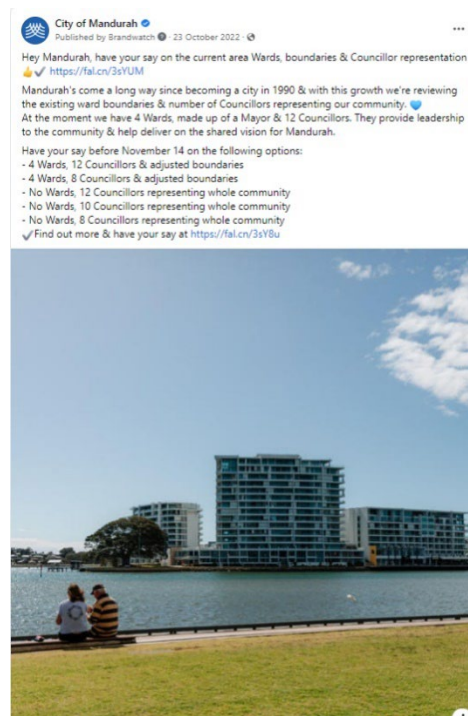 City of Mandurah
Published by Brandwatch · 23 October 2022 ·
Hey Mandurah, have your say on the current area Wards, boundaries & Councillor representation
👍✔ https://fal.cn/3sYUM
Mandurah's come a long way since becoming a city in 1990 & with this growth we're reviewing
the existing ward boundaries & number of Councillors representing our community. 💙
At the moment we have 4 Wards, made up of a Mayor & 12 Councillors. They provide leadership
to the community & help deliver on the shared vision for Mandurah.
Have your say before November 14 on the following options:
- 4 Wards, 12 Councillors & adjusted boundaries
- 4 Wards, 8 Councillors & adjusted boundaries
- No Wards, 12 Councillors representing whole community
- No Wards, 10 Councillors representing whole community
- No Wards, 8 Councillors representing whole community
✔Find out more & have your say at https://fal.cn/3sY8u